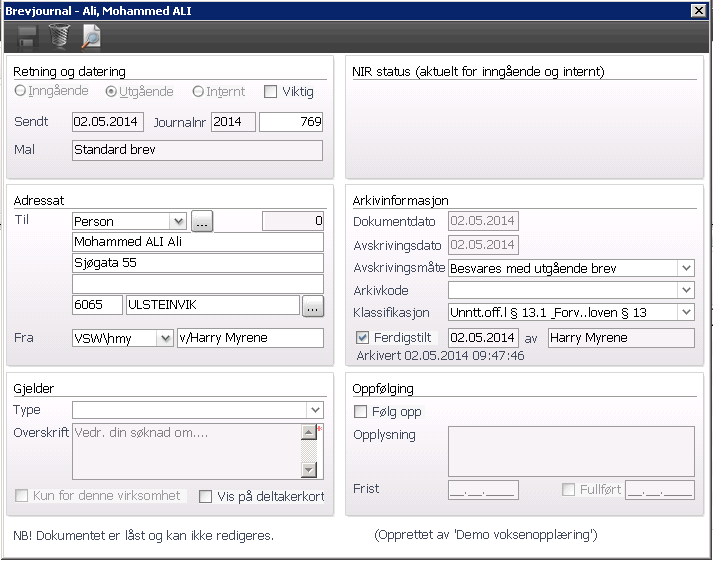 Brevjournal - Ali, Mohammed ALI
Retning og datering
Inngående Utgående Internt Viktig
Sendt 02.05.2014 Journalnr 2014 769
Mal Standard brev
NIR status (aktuelt for inngående og internt)
Adressat
Til Person ... 0
Mohammed ALI Ali
Sjøgata 55
6065 ULSTEINVIK ...
Fra VSW\hmy v/Harry Myrene
Arkivinformasjon
Dokumentdato 02.05.2014
Avskrivingsdato 02.05.2014
Avskrivingsmåte Besvares med utgående brev
Arkivkode
Klassifikasjon Unntt.off.l § 13.1 _Forv..loven § 13
Ferdigstilt 02.05.2014 av Harry Myrene
Arkivert 02.05.2014 09:47:46
Gjelder
Type
Overskrift Vedr. din søknad om.... *
Kun for denne virksomhet Vis på deltakerkort
Oppfølging
Følg opp
Opplysning
Frist __.__.____ Fullført __.__.____
NB! Dokumentet er låst og kan ikke redigeres.
(Opprettet av 'Demo voksenopplæring')